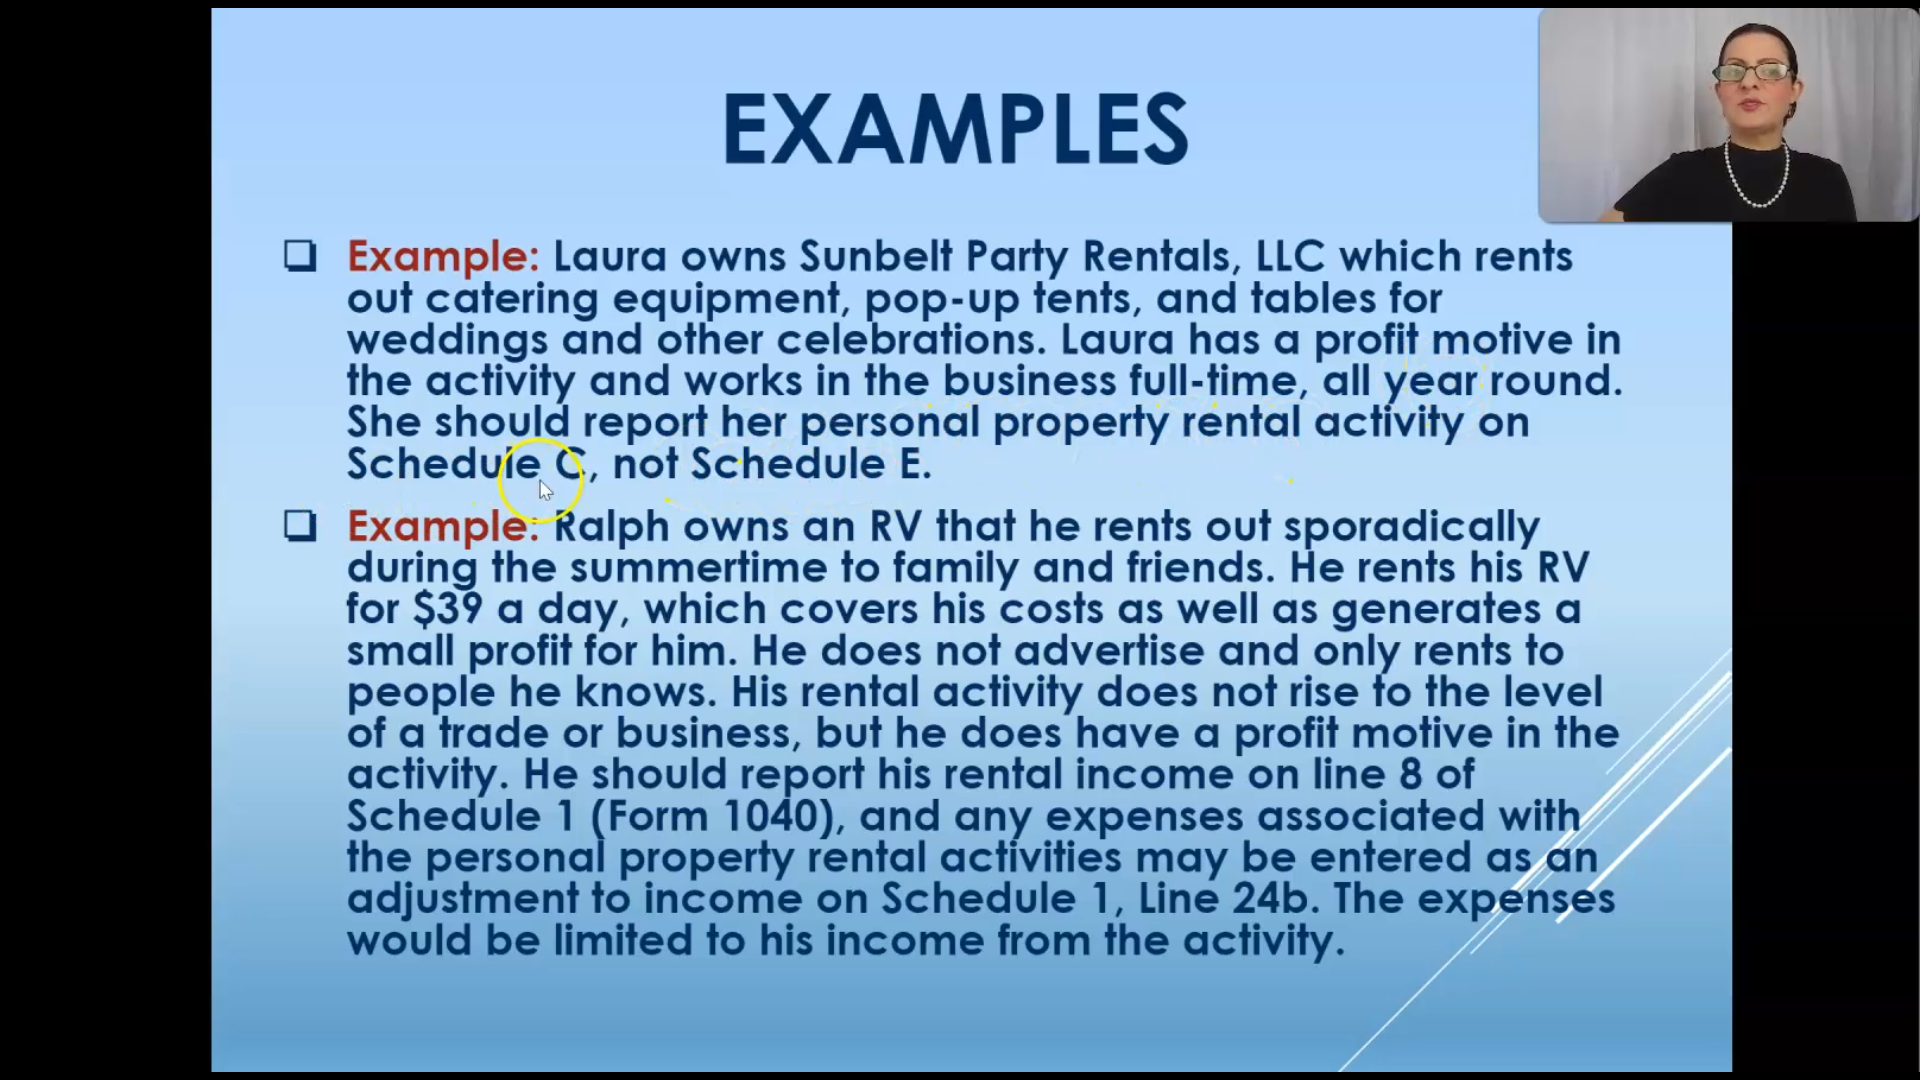 EXAMPLES
❑ Example: Laura owns Sunbelt Party Rentals, LLC which rents
out catering equipment, pop-up tents, and tables for
weddings and other celebrations. Laura has a profit motive in
the activity and works in the business full-time, all year round.
She should report her personal property rental activity on
Schedule C, not Schedule E.
❑ Example: Ralph owns an RV that he rents out sporadically
during the summertime to family and friends. He rents his RV
for $39 a day, which covers his costs as well as generates a
small profit for him. He does not advertise and only rents to
people he knows. His rental activity does not rise to the level
of a trade or business, but he does have a profit motive in the
activity. He should report his rental income on line 8 of
Schedule 1 (Form 1040), and any expenses associated with
the personal property rental activities may be entered as an
adjustment to income on Schedule 1, Line 24b. The expenses
would be limited to his income from the activity.